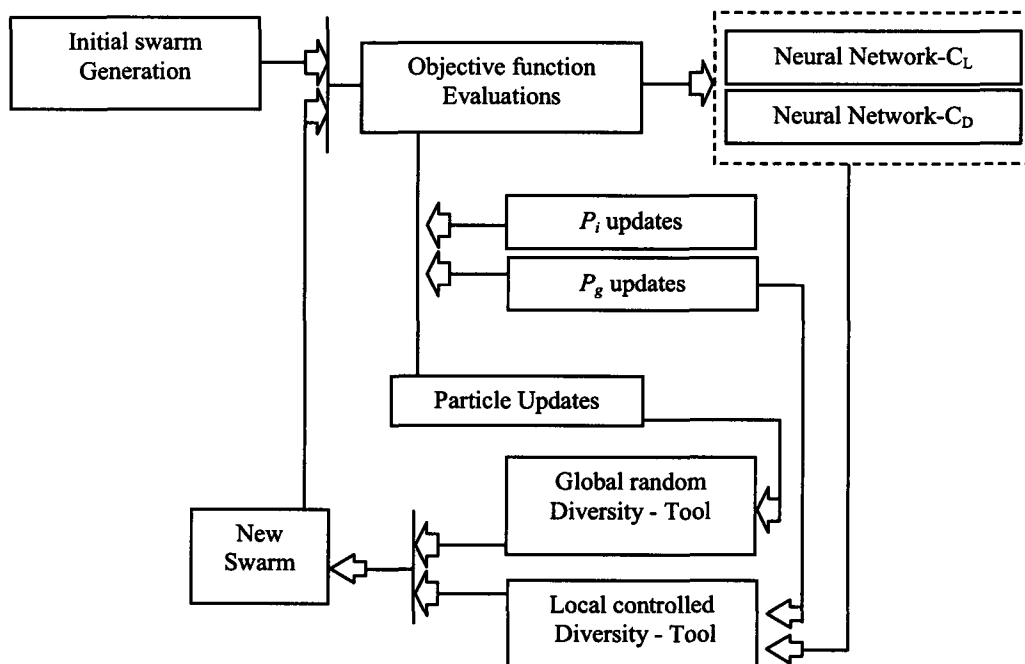 Initial swarm
Generation
Objective function
Evaluations
Neural Network-C_L
Neural Network-C_D
P_i updates
P_g updates
Particle Updates
Global random
Diversity - Tool
New
Swarm
Local controlled
Diversity - Tool